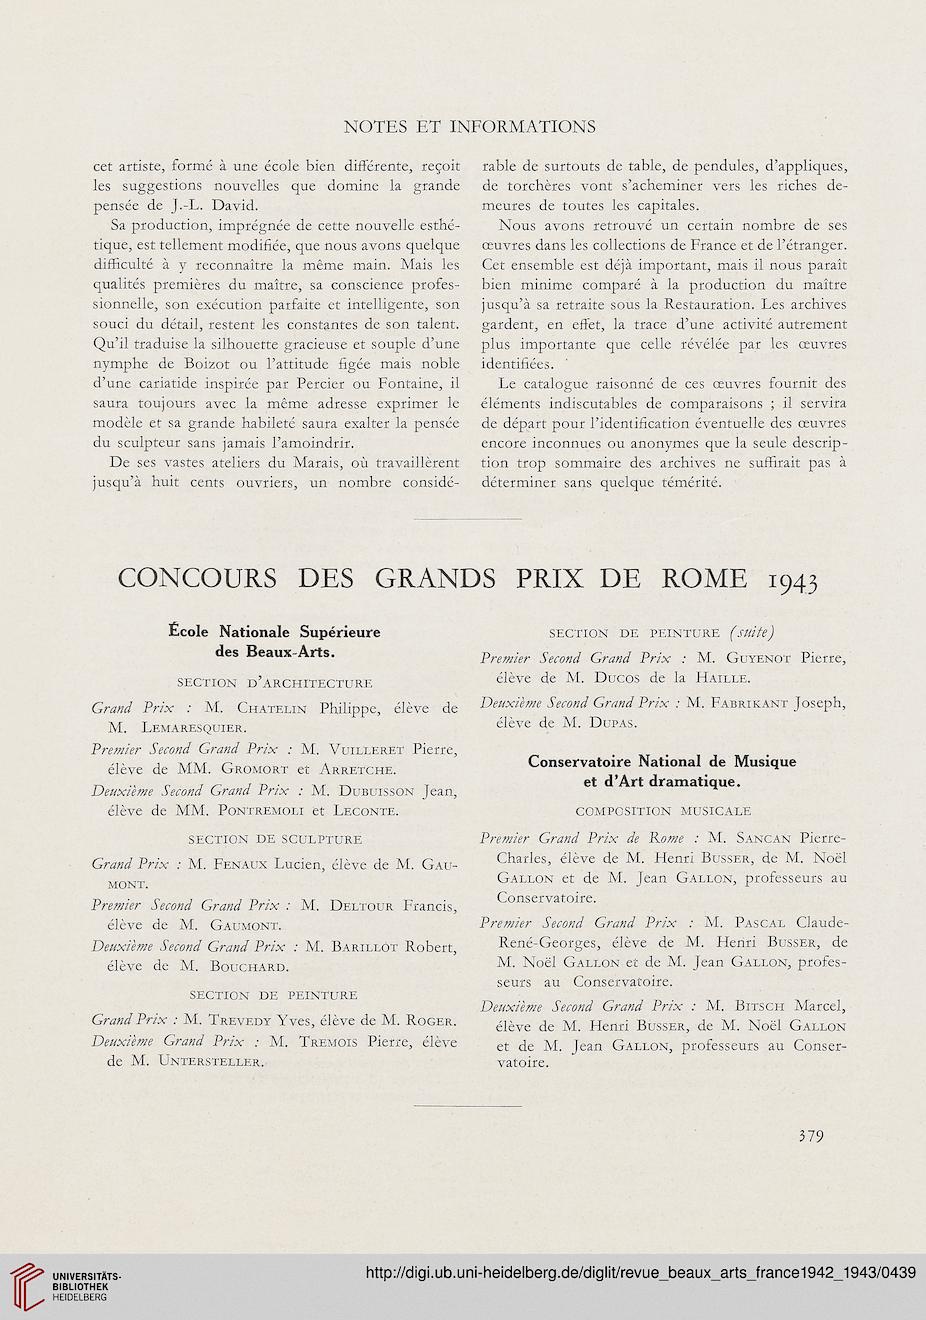 NOTES ET INFORMATIONS
cet artiste, formé à une école bien différente, reçoit
les suggestions nouvelles que domine la grande
pensée de J.-L. David.
Sa production, imprégnée de cette nouvelle esthé-
tique, est tellement modifiée, que nous avons quelque
difficulté à y reconnaître la même main. Mais les
qualités premières du maître, sa conscience profes-
sionnelle, son exécution parfaite et intelligente, son
souci du détail, restent les constantes de son talent.
Qu'il traduise la silhouette gracieuse et souple d'une
nymphe de Boizot ou l'attitude figée mais noble
d'une cariatide inspirée par Percier ou Fontaine, il
saura toujours avec la même adresse exprimer le
modèle et sa grande habileté saura exalter la pensée
du sculpteur sans jamais l'amoindrir.
De ses vastes ateliers du Marais, où travaillèrent
jusqu'à huit cents ouvriers, un nombre considé-
rable de surtouts de table, de pendules, d'appliques,
de torchères vont s'acheminer vers les riches de-
meures de toutes les capitales.
Nous avons retrouvé un certain nombre de ses
œuvres dans les collections de France et de l'étranger.
Cet ensemble est déjà important, mais il nous paraît
bien minime comparé à la production du maître
jusqu'à sa retraite sous la Restauration. Les archives
gardent, en effet, la trace d'une activité autrement
plus importante que celle révélée par les œuvres
identifiées.
Le catalogue raisonné de ces œuvres fournit des
éléments indiscutables de comparaisons ; il servira
de départ pour l'identification éventuelle des œuvres
encore inconnues ou anonymes que la seule descrip-
tion trop sommaire des archives ne suffirait pas à
déterminer sans quelque témérité.
CONCOURS DES GRANDS PRIX DE ROME 1943
École Nationale Supérieure
des Beaux-Arts.
SECTION D'ARCHITECTURE
Grand Prix : M. CHATELIN Philippe, élève de
M. LEMARESQUIER.
Premier Second Grand Prix : M. VUILLERET Pierre,
élève de MM. GROMORT et ARRETCHE.
Deuxième Second Grand Prix : M. DUBUISSON Jean,
élève de MM. PONTREMOLI et LECONTE.
SECTION DE SCULPTURE
Grand Prix : M. FENAUX Lucien, élève de M. GAU-
MONT.
Premier Second Grand Prix : M. DELTOUR Francis,
élève de M. GAUMONT.
Deuxième Second Grand Prix : M. BARILLOT Robert,
élève de M. BOUCHARD.
SECTION DE PEINTURE
Grand Prix : M. TREVEDY Yves, élève de M. ROGER.
Deuxième Grand Prix : M. TREMOIS Pierre, élève
de M. UNTERSTELLER.
SECTION DE PEINTURE (suite)
Premier Second Grand Prix : M. GUYENOT Pierre,
élève de M. DUCOS de la HAILLE.
Deuxième Second Grand Prix : M. FABRIKANT Joseph,
élève de M. DUPAS.
Conservatoire National de Musique
et d'Art dramatique.
COMPOSITION MUSICALE
Premier Grand Prix de Rome : M. SANCAN Pierre-
Charles, élève de M. Henri BUSSER, de M. Noël
GALLON et de M. Jean GALLON, professeurs au
Conservatoire.
Premier Second Grand Prix : M. PASCAL Claude-
René-Georges, élève de M. Henri BUSSER, de
M. Noël GALLON et de M. Jean GALLON, profes-
seurs au Conservatoire.
Deuxième Second Grand Prix : M. BITSCH Marcel,
élève de M. Henri BUSSER, de M. Noël GALLON
et de M. Jean GALLON, professeurs au Conser-
vatoire.
379
UNIVERSITÄTS-
BIBLIOTHEK
HEIDELBERG
http://digi.ub.uni-heidelberg.de/diglit/revue_beaux_arts_france1942_1943/0439